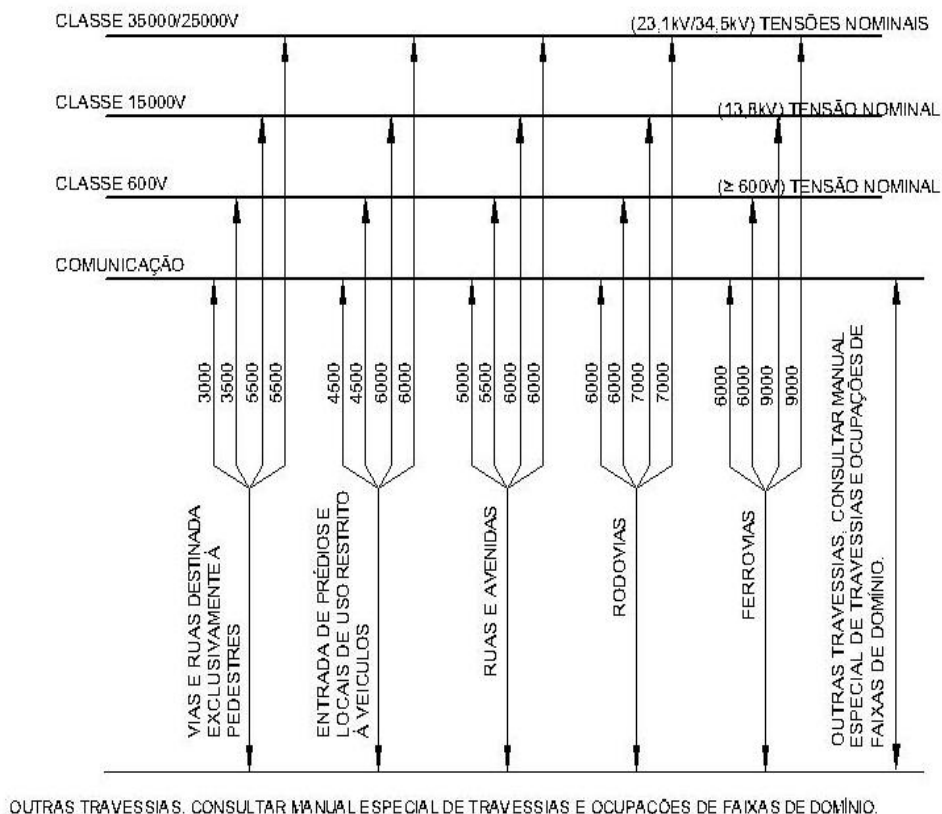 CLASSE 35000/25000V
(23,1kV/34,5kV) TENSÕES NOMINAIS
CLASSE 15000V
(13,8kV) TENSÃO NOMINAL
CLASSE 600V
(≥ 600V) TENSÃO NOMINAL
COMUNICAÇÃO
3000
3500
5500
5500
4500
4500
6000
6000
5000
5500
6000
6000
6000
6000
7000
7000
6000
6000
9000
9000
VIAS E RUAS DESTINADA
EXCLUSIVAMENTE Á
PEDESTRES
ENTRADA DE PRÉDIOS E
LOCAIS DE USO RESTRITO
À VEICULOS
RUAS E AVENIDAS
RODOVIAS
FERROVIAS
OUTRAS TRAVESSIAS, CONSULTAR MANUAL
ESPECIAL DE TRAVESSIAS E OCUPAÇÕES DE
FAIXAS DE DOMÍNIO.
OUTRAS TRAVESSIAS. CONSULTAR MANUAL ESPECIAL DE TRAVESSIAS E OCUPACÕES DE FAIXAS DE DOMÍNIO.